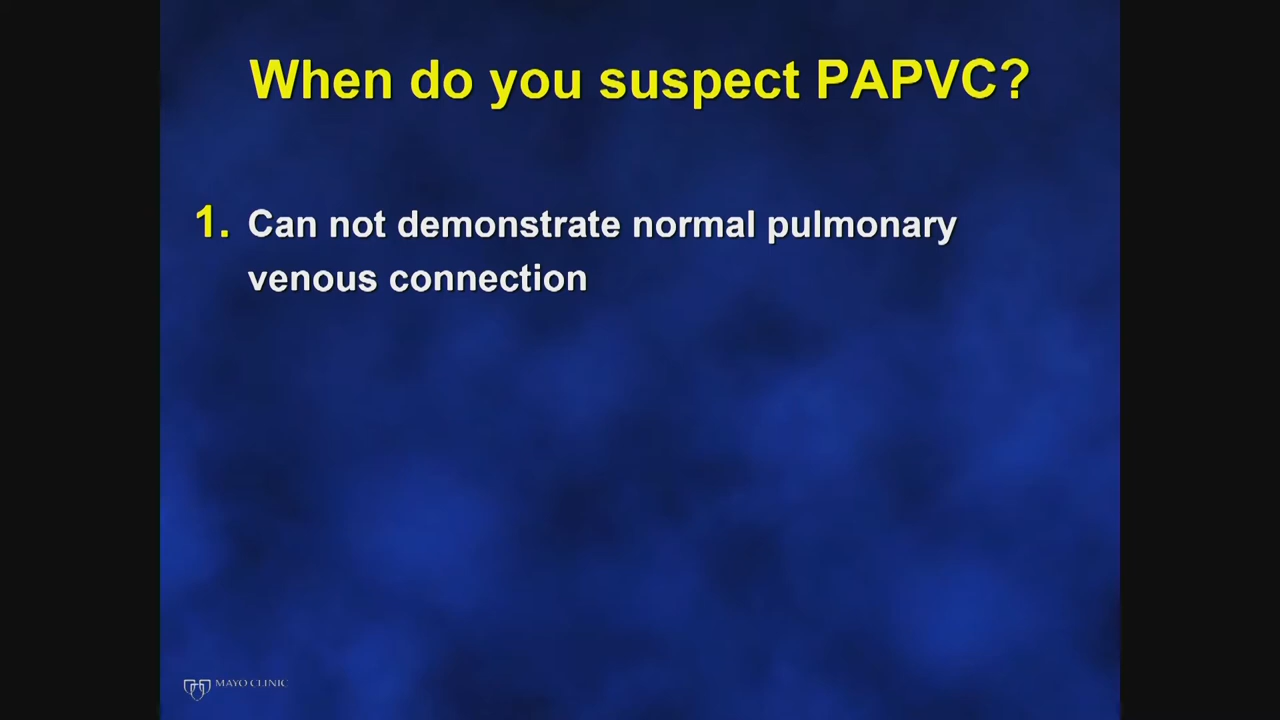 When do you suspect PAPVC?
1. Can not demonstrate normal pulmonary
venous connection
MAYO CLINIC